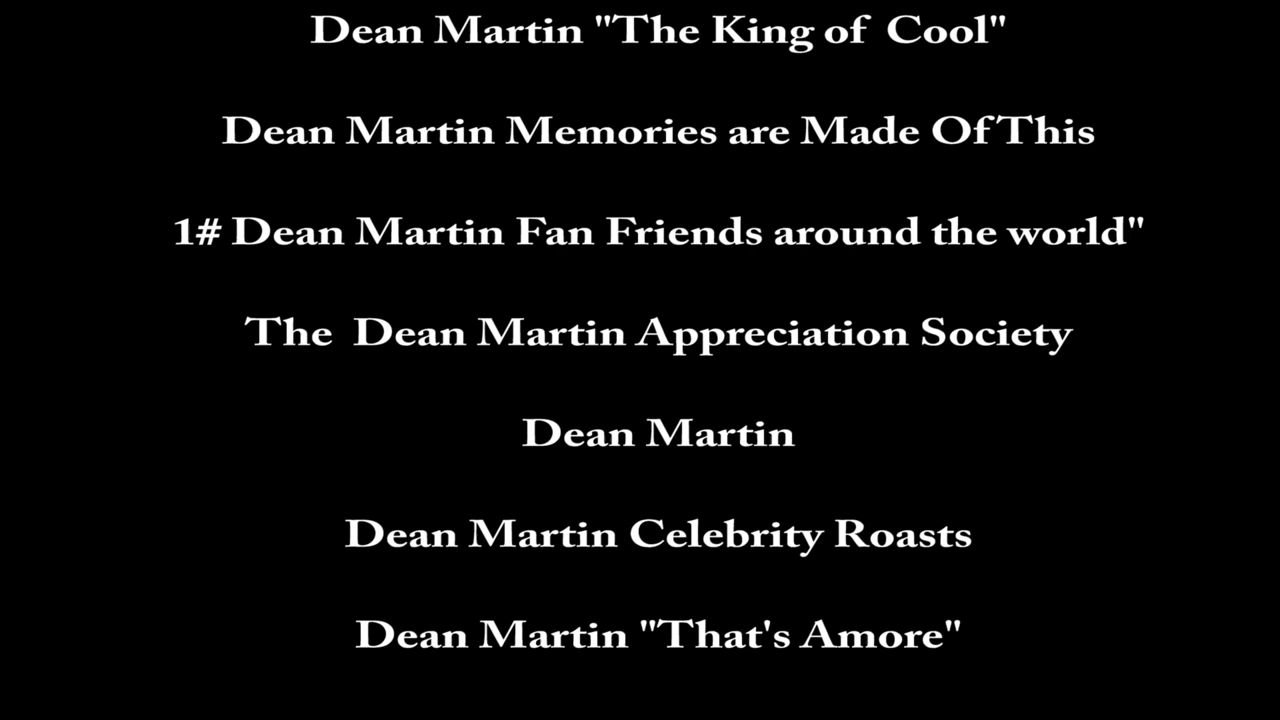 Dean Martin "The King of Cool"
Dean Martin Memories are Made Of This
1# Dean Martin Fan Friends around the world"
The Dean Martin Appreciation Society
Dean Martin
Dean Martin Celebrity Roasts
Dean Martin "That's Amore"